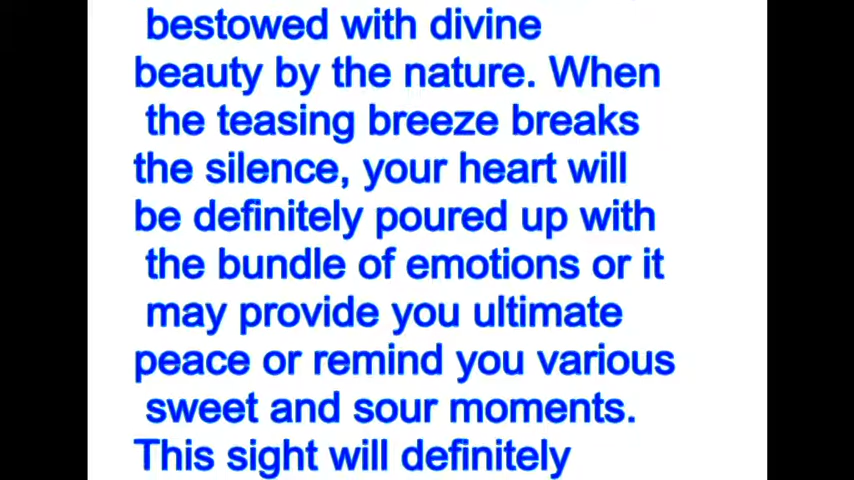 bestowed with divine
beauty by the nature. When
the teasing breeze breaks
the silence, your heart will
be definitely poured up with
the bundle of emotions or it
may provide you ultimate
peace or remind you various
sweet and sour moments.
This sight will definitely